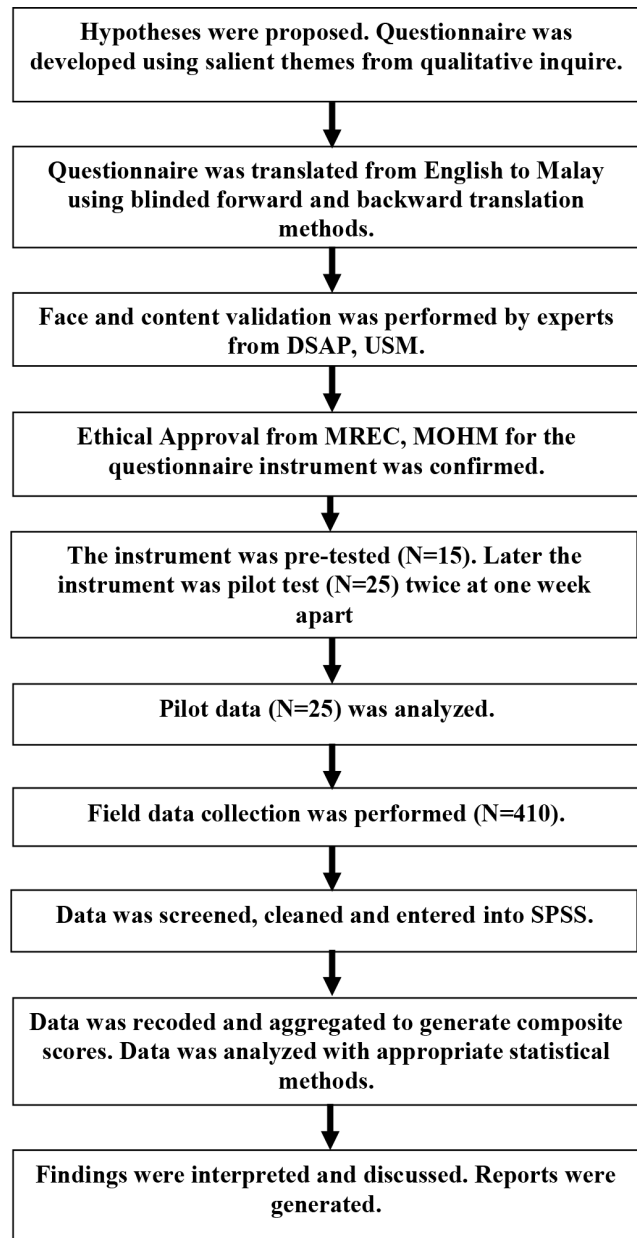 Hypotheses were proposed. Questionnaire was
developed using salient themes from qualitative inquire.
Questionnaire was translated from English to Malay
using blinded forward and backward translation
methods.
Face and content validation was performed by experts
from DSAP, USM.
Ethical Approval from MREC, MOHM for the
questionnaire instrument was confirmed.
The instrument was pre-tested (N=15). Later the
instrument was pilot test (N=25) twice at one week
apart
Pilot data (N=25) was analyzed.
Field data collection was performed (N=410).
Data was screened, cleaned and entered into SPSS.
Data was recoded and aggregated to generate composite
scores. Data was analyzed with appropriate statistical
methods.
Findings were interpreted and discussed. Reports were
generated.